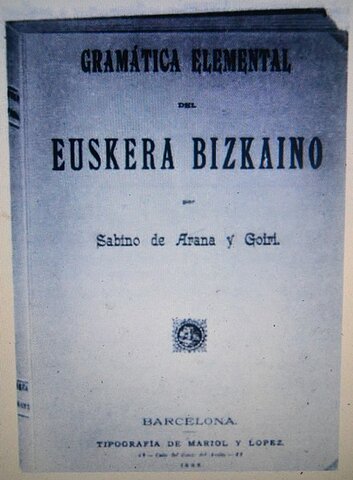 GRAMÁTICA ELEMENTAL
DEL
EUSKERA BIZKAINO
por
Sabino de Arana y Goiri.
A
BARCELONA.
TIPOGRAFÍA DE MARIOL Y LOPEZ.